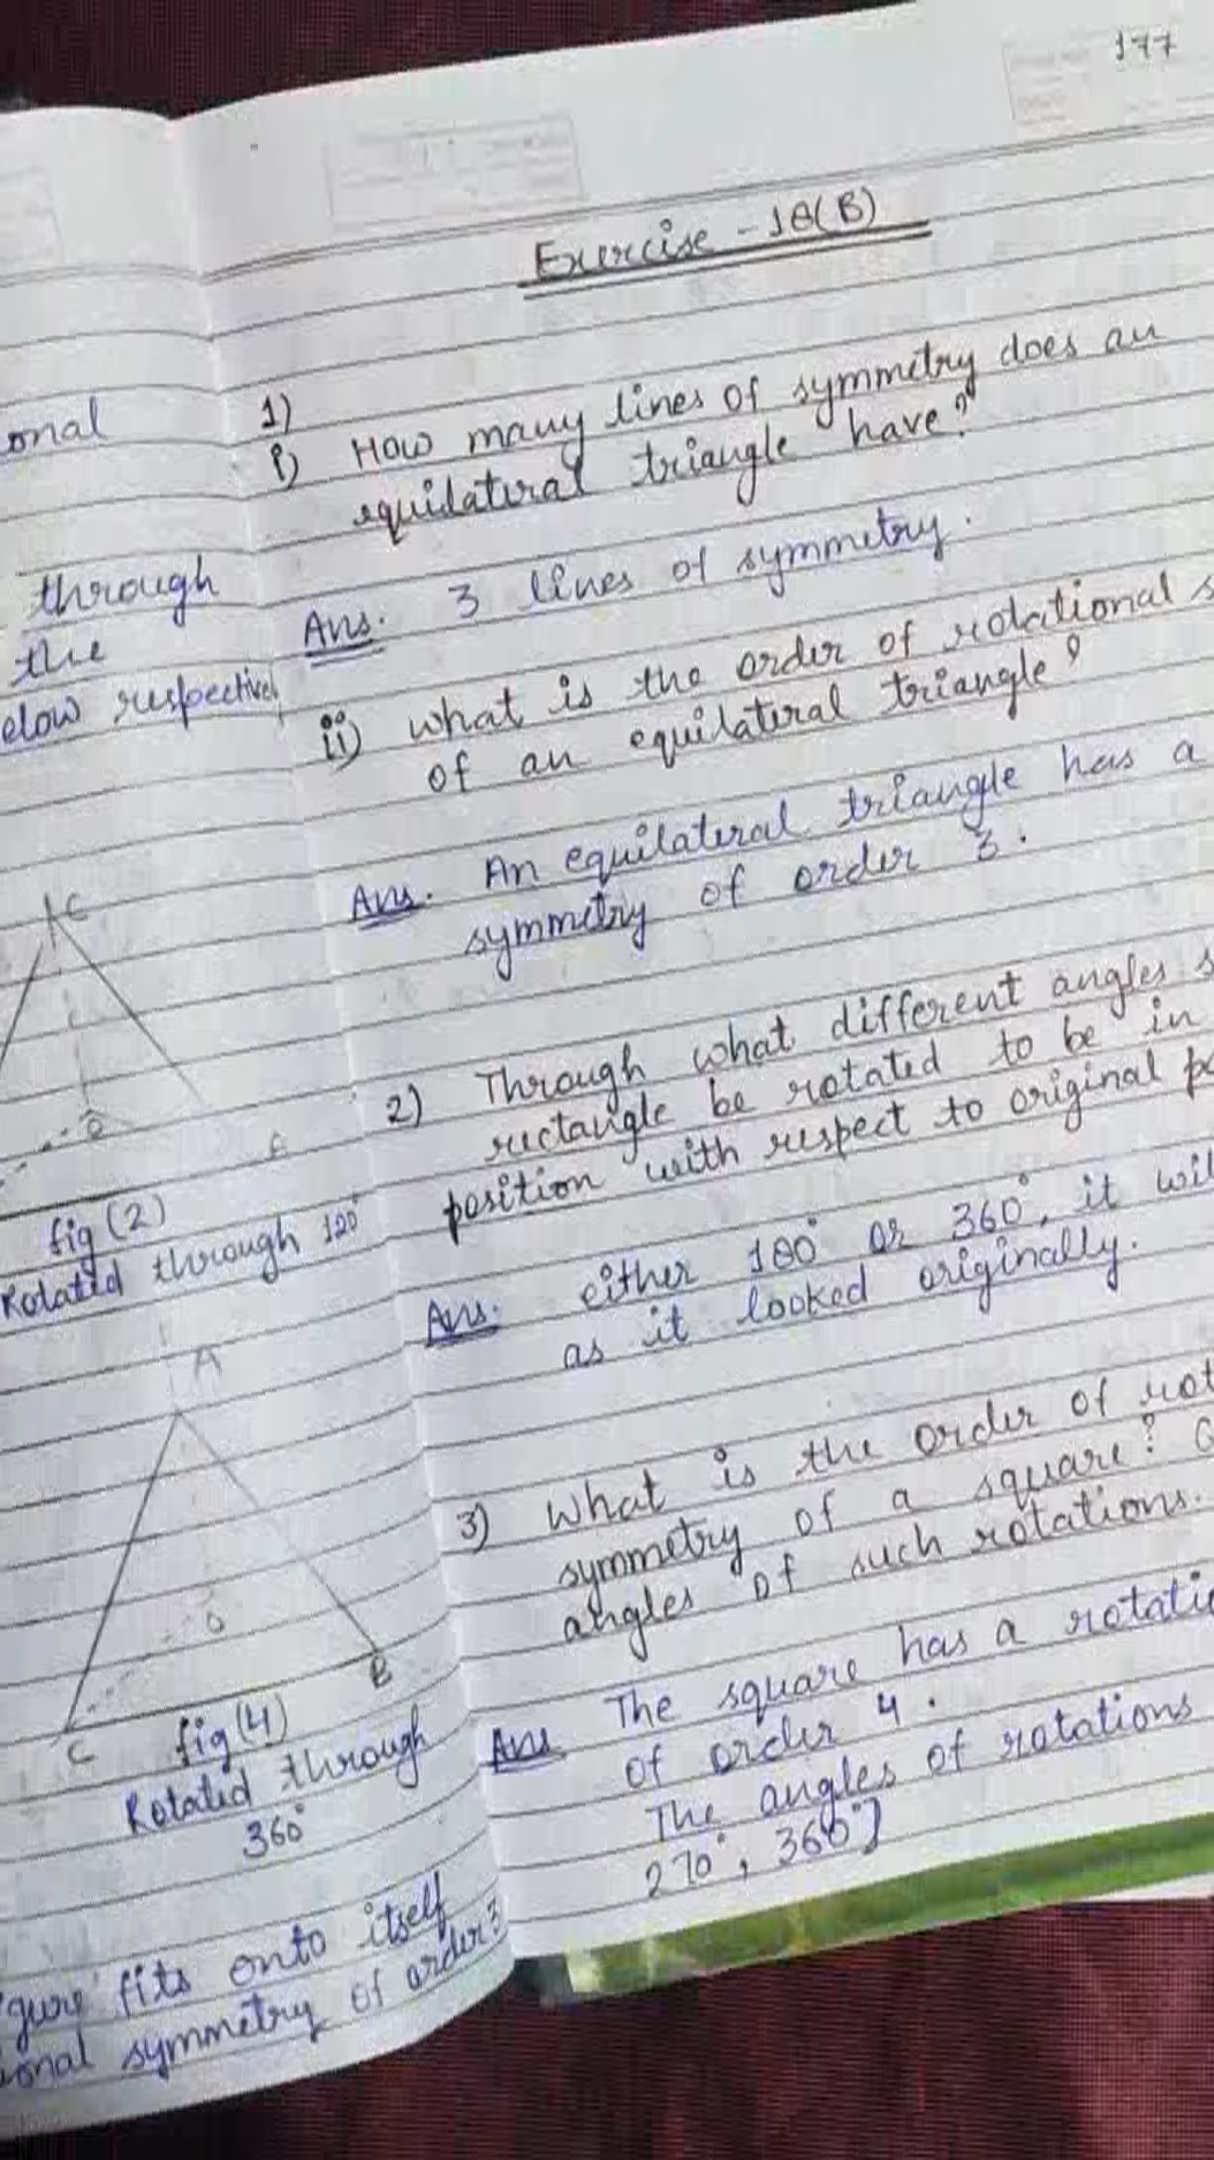 onal
through
the
elow respectively
C
O
fig (2)
Rotated through 120°
A
O
B
C
fig (4)
Rotated through
360°
fits onto itself
ional symmetry of order 3
177
Exercise - 18(B)
1)
i) How many lines of symmetry does an
equilateral triangle have?
Ans. 3 lines of symmetry.
ii) what is the order of rotational s
of an equilateral triangle?
Ans. An equilateral triangle has a
symmetry of order 3.
2) Through what different angles s
rectangle be rotated to be in
position with respect to original po
Ans. either 180° or 360°, it wil
as it looked originally.
3) What is the order of rot
symmetry of a square? G
angles of such rotations.
Ans The square has a rotatio
of order 4.
The angles of rotations
270°, 360°]